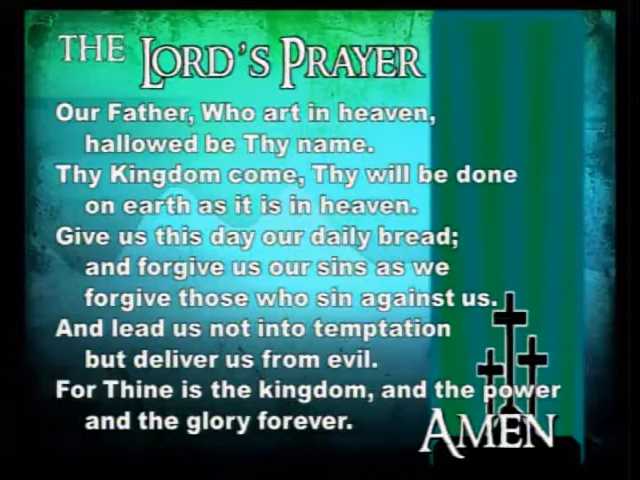 THE LORD'S PRAYER
Our Father, Who art in heaven,
hallowed be Thy name.
Thy Kingdom come, Thy will be done
on earth as it is in heaven.
Give us this day our daily bread;
and forgive us our sins as we
forgive those who sin against us.
And lead us not into temptation
but deliver us from evil.
For Thine is the kingdom, and the power
and the glory forever.
AMEN